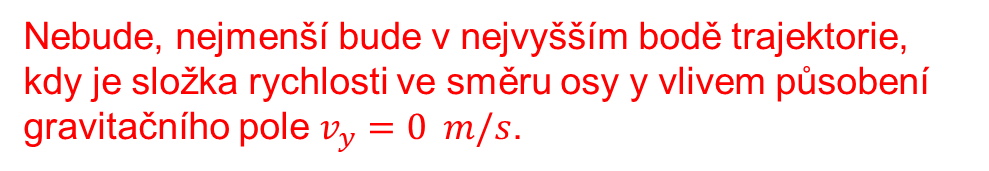 Nebude, nejmenší bude v nejvyšším bodě trajektorie,
kdy je složka rychlosti ve směru osy y vlivem působení
gravitačního pole $v_y = 0 \ m/s$.